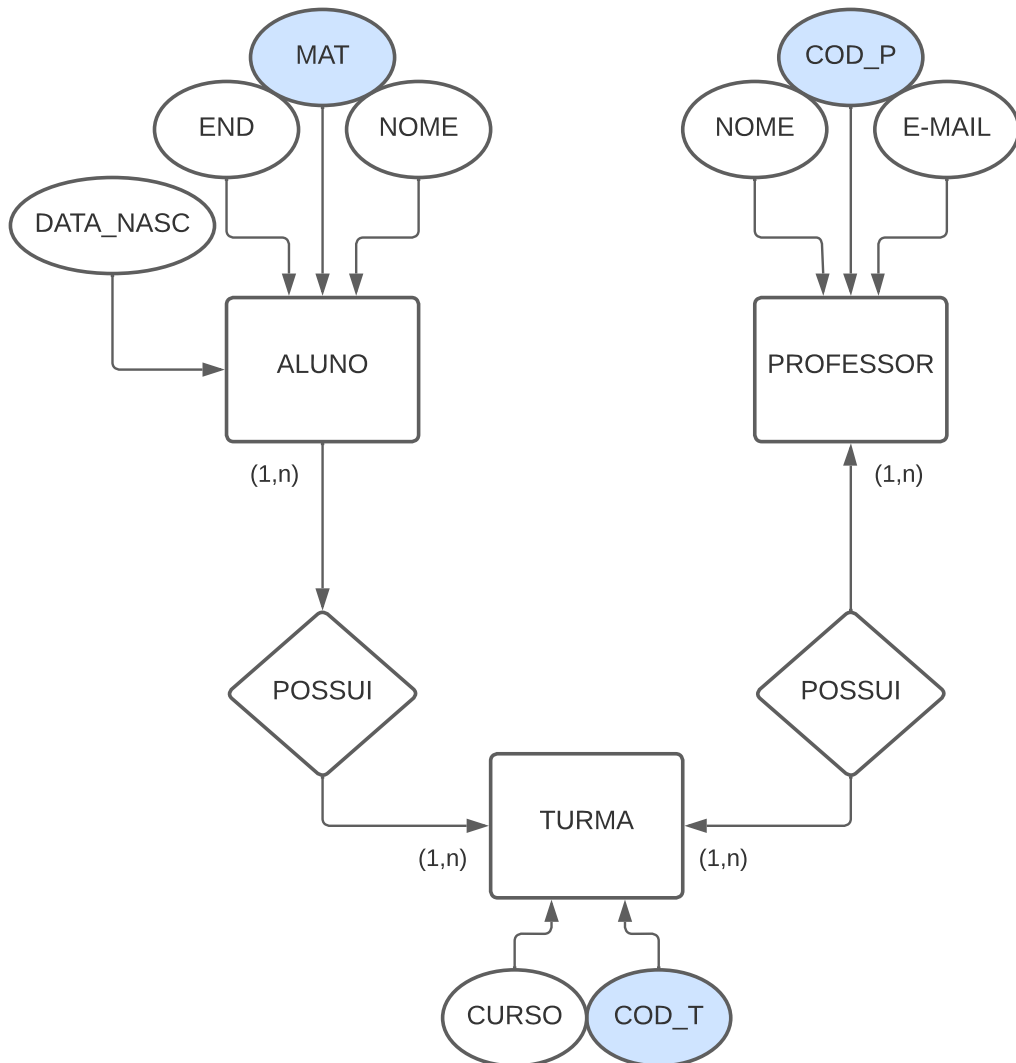 MAT
COD_P
END
NOME
NOME
E-MAIL
DATA_NASC
ALUNO
PROFESSOR
(1,n)
(1,n)
POSSUI
POSSUI
TURMA
(1,n)
(1,n)
CURSO
COD_T